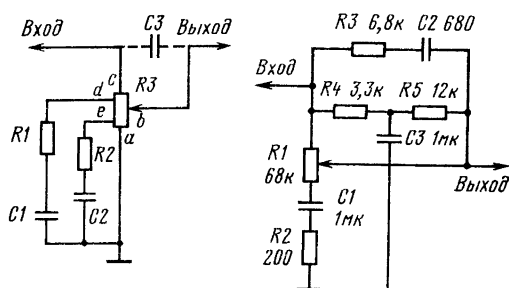 Вход
C3
Выход
c
R3
d
e
b
a
R1
R2
C1
C2
R3 6,8к
C2 680
Вход
R4 3,3к
R5 12к
C3 1мк
R1
68к
Выход
C1
1мк
R2
200